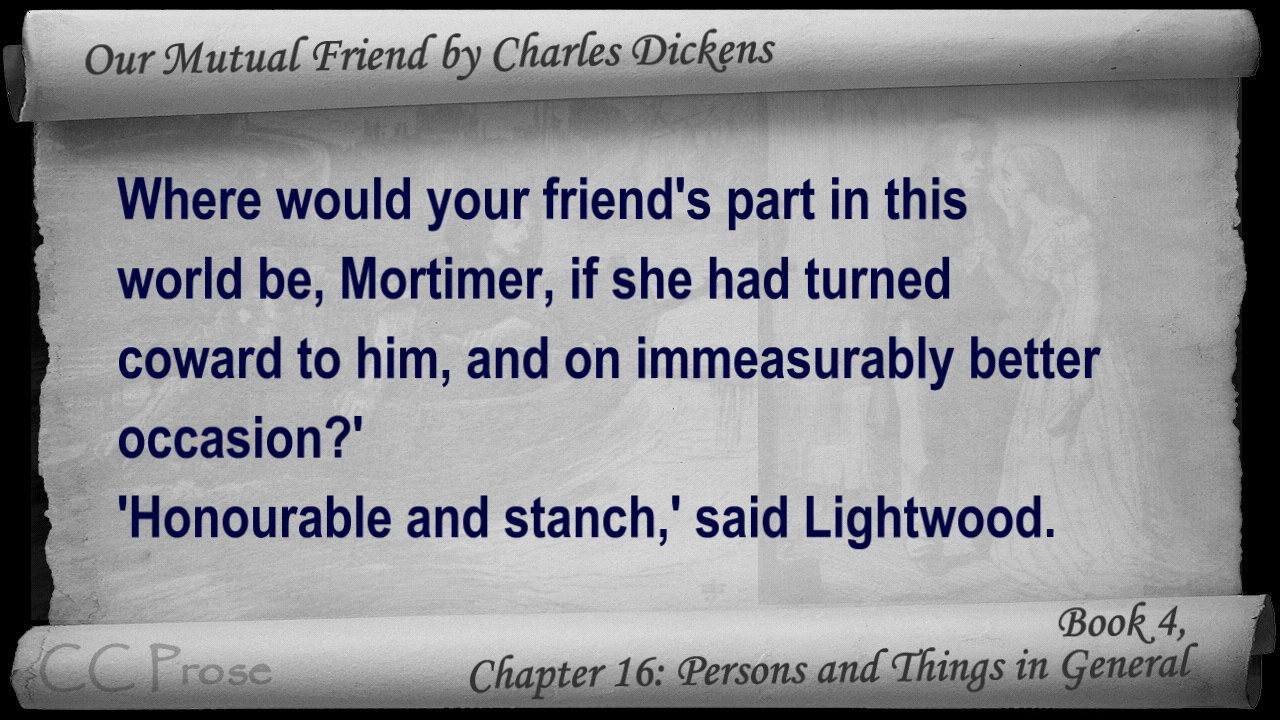 Our Mutual Friend by Charles Dickens
Where would your friend's part in this
world be, Mortimer, if she had turned
coward to him, and on immeasurably better
occasion?'
'Honourable and stanch,' said Lightwood.
Book 4,
Chapter 16: Persons and Things in General
CC Prose